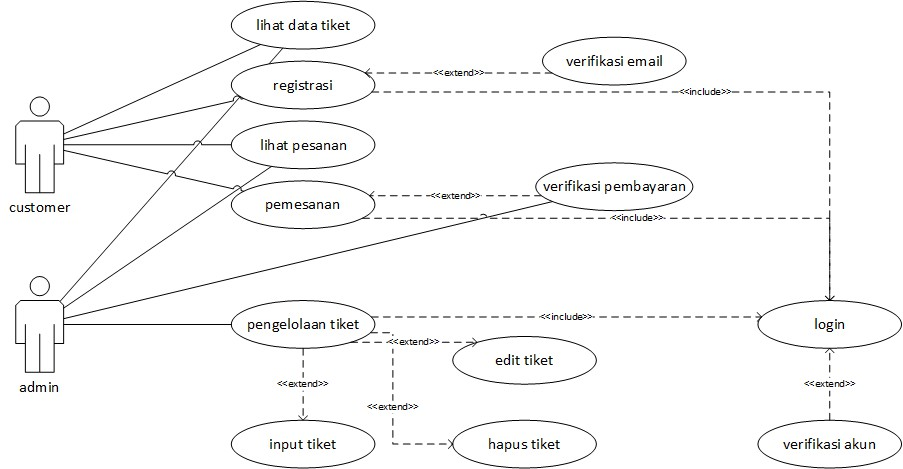 lihat data tiket
verifikasi email
registrasi
<<extend>>
<<include>>
lihat pesanan
customer
verifikasi pembayaran
pemesanan
<<extend>>
<<include>>
pengelolaan tiket
<<include>>
login
<<extend>>
edit tiket
admin
<<extend>>
<<extend>>
<<extend>>
input tiket
hapus tiket
verifikasi akun